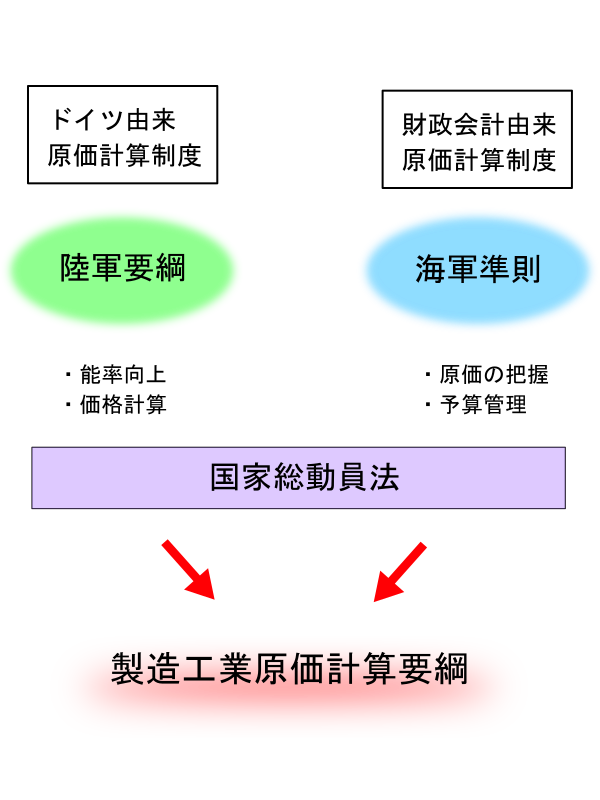 ドイツ由来
原価計算制度
財政会計由来
原価計算制度
陸軍要綱
海軍準則
・能率向上
・価格計算
・原価の把握
・予算管理
国家総動員法
製造工業原価計算要綱